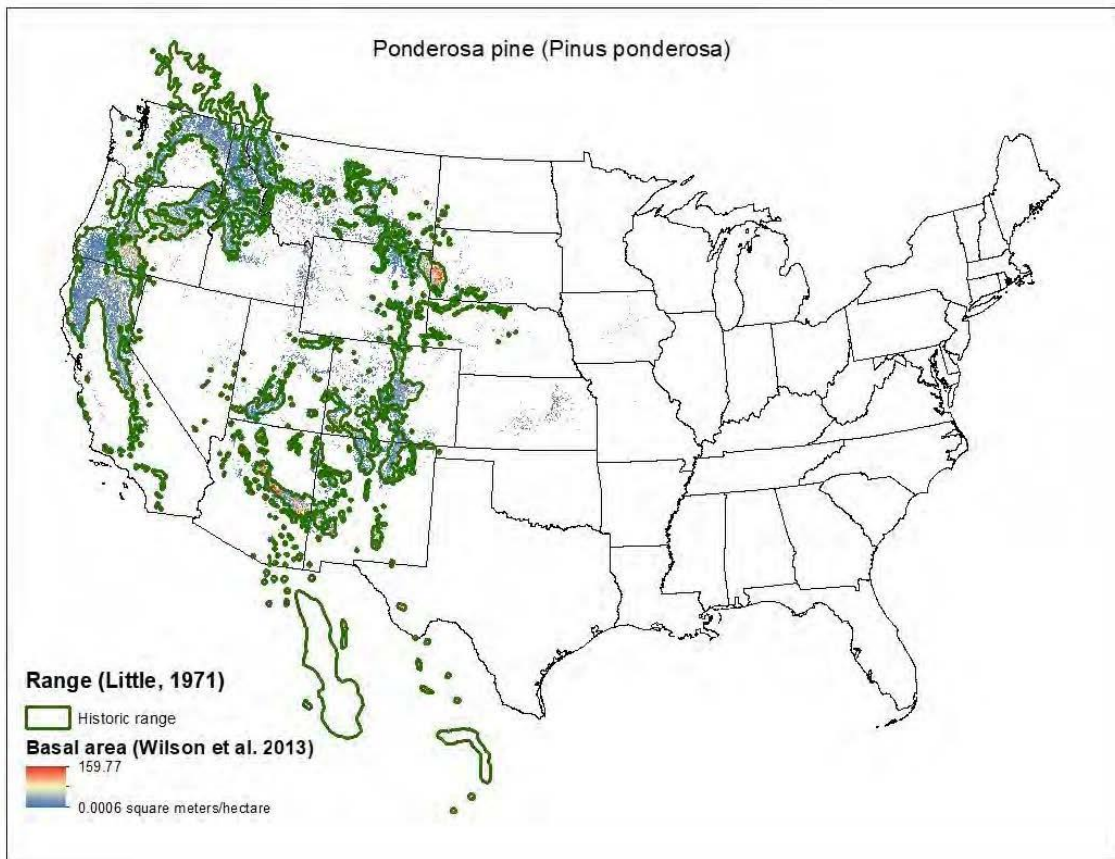 Ponderosa pine (Pinus ponderosa)
Range (Little, 1971)
Historic range
Basal area (Wilson et al. 2013)
159.77
0.0006 square meters/hectare